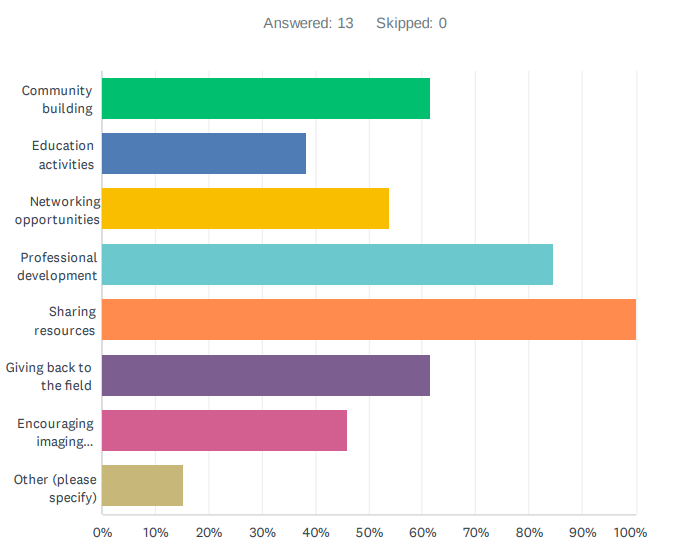 Answered: 13 Skipped: 0
Community
building
Education
activities
Networking
opportunities
Professional
development
Sharing
resources
Giving back to
the field
Encouraging
imaging...
Other (please
specify)
0% 10% 20% 30% 40% 50% 60% 70% 80% 90% 100%